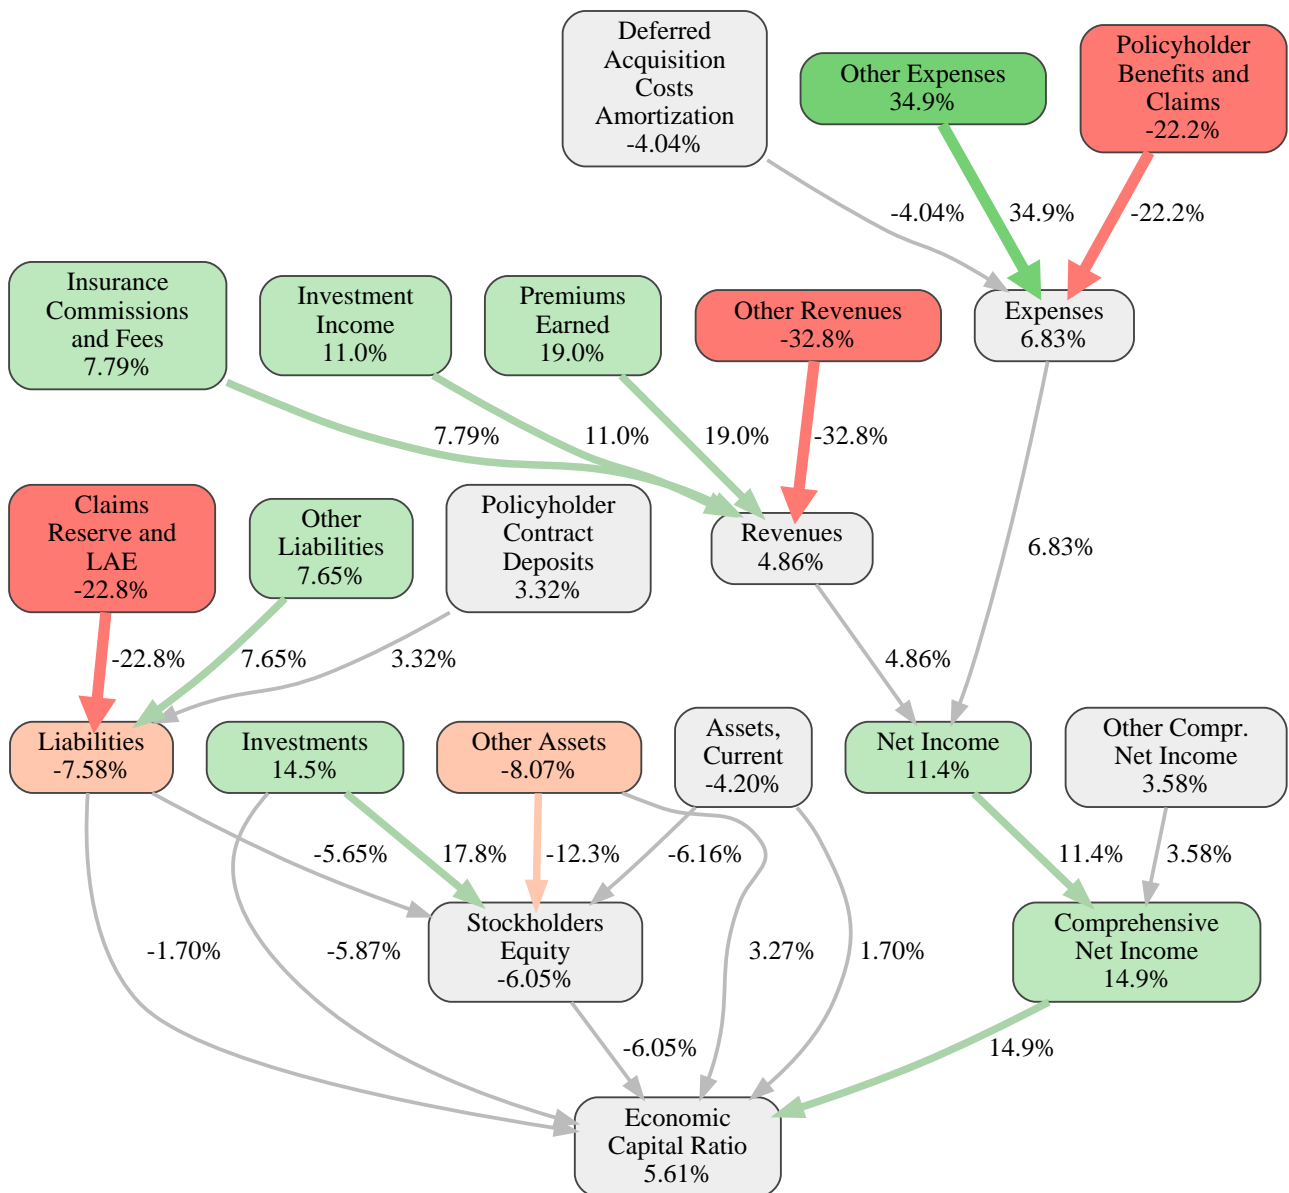 Deferred
Acquisition
Costs
Amortization
-4.04%
Other Expenses
34.9%
Policyholder
Benefits and
Claims
-22.2%
-4.04%
34.9%
-22.2%
Insurance
Commissions
and Fees
7.79%
Investment
Income
11.0%
Premiums
Earned
19.0%
Other Revenues
-32.8%
Expenses
6.83%
7.79%
11.0%
19.0%
-32.8%
6.83%
Claims
Reserve and
LAE
-22.8%
Other
Liabilities
7.65%
Policyholder
Contract
Deposits
3.32%
Revenues
4.86%
-22.8%
7.65%
3.32%
4.86%
Liabilities
-7.58%
Investments
14.5%
Other Assets
-8.07%
Assets,
Current
-4.20%
Net Income
11.4%
Other Compr.
Net Income
3.58%
-5.65%
17.8%
-12.3%
-6.16%
11.4%
3.58%
-1.70%
-5.87%
Stockholders
Equity
-6.05%
3.27%
1.70%
Comprehensive
Net Income
14.9%
-6.05%
14.9%
Economic
Capital Ratio
5.61%